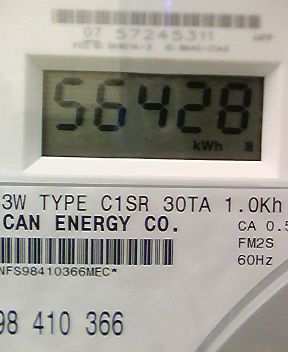 07 57245311
56428
kWh
3W TYPE C1SR 30TA 1.0Kh
CAN ENERGY CO.
CA 0.5
FM2S
NFS98410366MEC*
60Hz
98 410 366